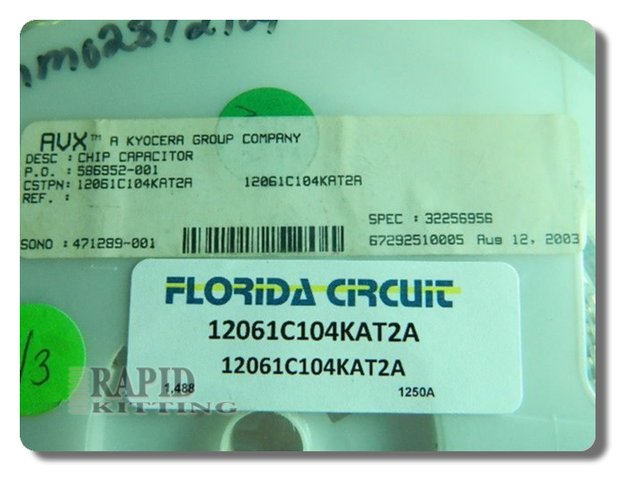 AVX™ A KYOCERA GROUP COMPANY
DESC : CHIP CAPACITOR
P.O. : 586952-001
CSTPN: 12061C104KAT2A 12061C104KAT2A
REF. :
SPEC : 32256956
SONO : 471289-001 67292510005 Aug 12, 2003
FLORIDA CIRCUIT
12061C104KAT2A
12061C104KAT2A
1,488 1250A
/3
RAPID
KITTING